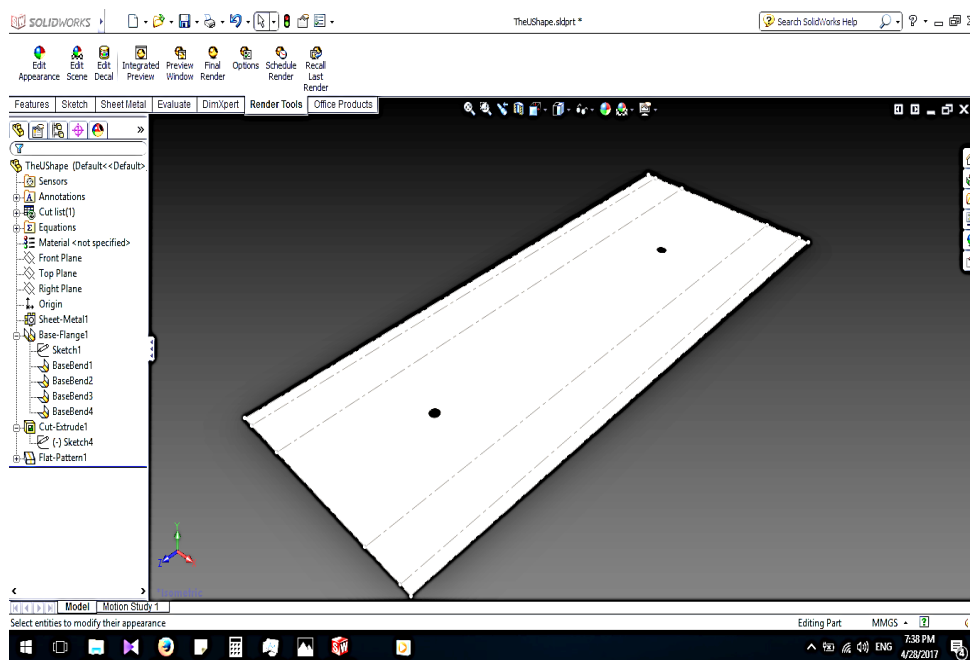 SOLIDWORKS
TheUShape.sldprt *
Search SolidWorks Help
Edit Appearance
Edit Scene
Edit Decal
Integrated Preview
Preview Window
Final Render
Options
Schedule Render
Recall Last Render
Features Sketch Sheet Metal Evaluate DimXpert Render Tools Office Products
TheUShape (Default<<Default>
Sensors
Annotations
Cut list(1)
Equations
Material <not specified>
Front Plane
Top Plane
Right Plane
Origin
Sheet-Metal1
Base-Flange1
Sketch1
BaseBend1
BaseBend2
BaseBend3
BaseBend4
Cut-Extrude1
(-) Sketch4
Flat-Pattern1
Y
Z
*Isometric
Model Motion Study 1
Select entities to modify their appearance
Editing Part MMGS
ENG
7:38 PM
4/28/2017